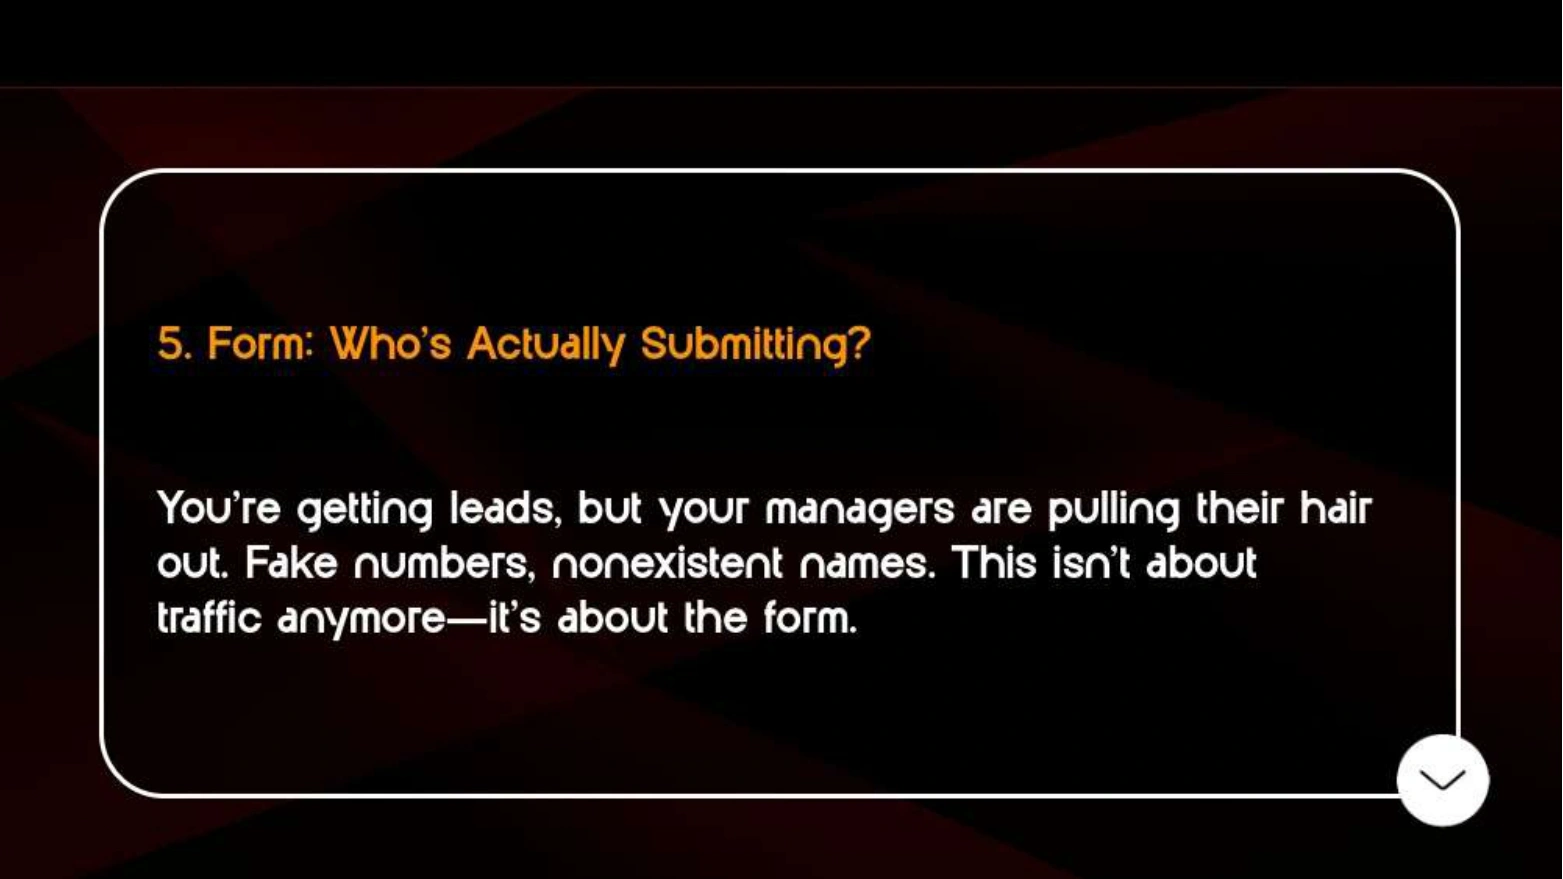 5. Form: Who’s Actually Submitting?
You’re getting leads, but your managers are pulling their hair
out. Fake numbers, nonexistent names. This isn’t about
traffic anymore—it’s about the form.